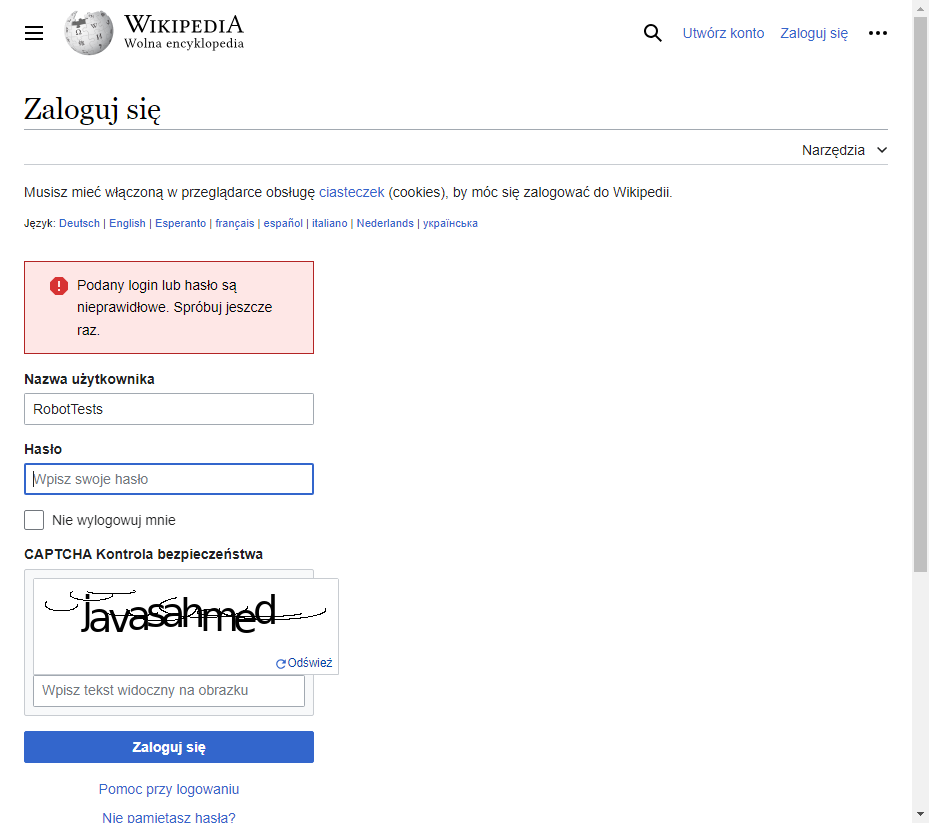 WIKIPEDIA
Wolna encyklopedia
Utwórz konto Zaloguj się
Zaloguj się
Narzędzia
Musisz mieć włączoną w przeglądarce obsługę ciasteczek (cookies), by móc się zalogować do Wikipedii.
Język: Deutsch | English | Esperanto | français | español | italiano | Nederlands | українська
Podany login lub hasło są
nieprawidłowe. Spróbuj jeszcze
raz.
Nazwa użytkownika
RobotTests
Hasło
Wpisz swoje hasło
Nie wylogowuj mnie
CAPTCHA Kontrola bezpieczeństwa
javasahmed
Odśwież
Wpisz tekst widoczny na obrazku
Zaloguj się
Pomoc przy logowaniu
Nie pamiętasz hasła?